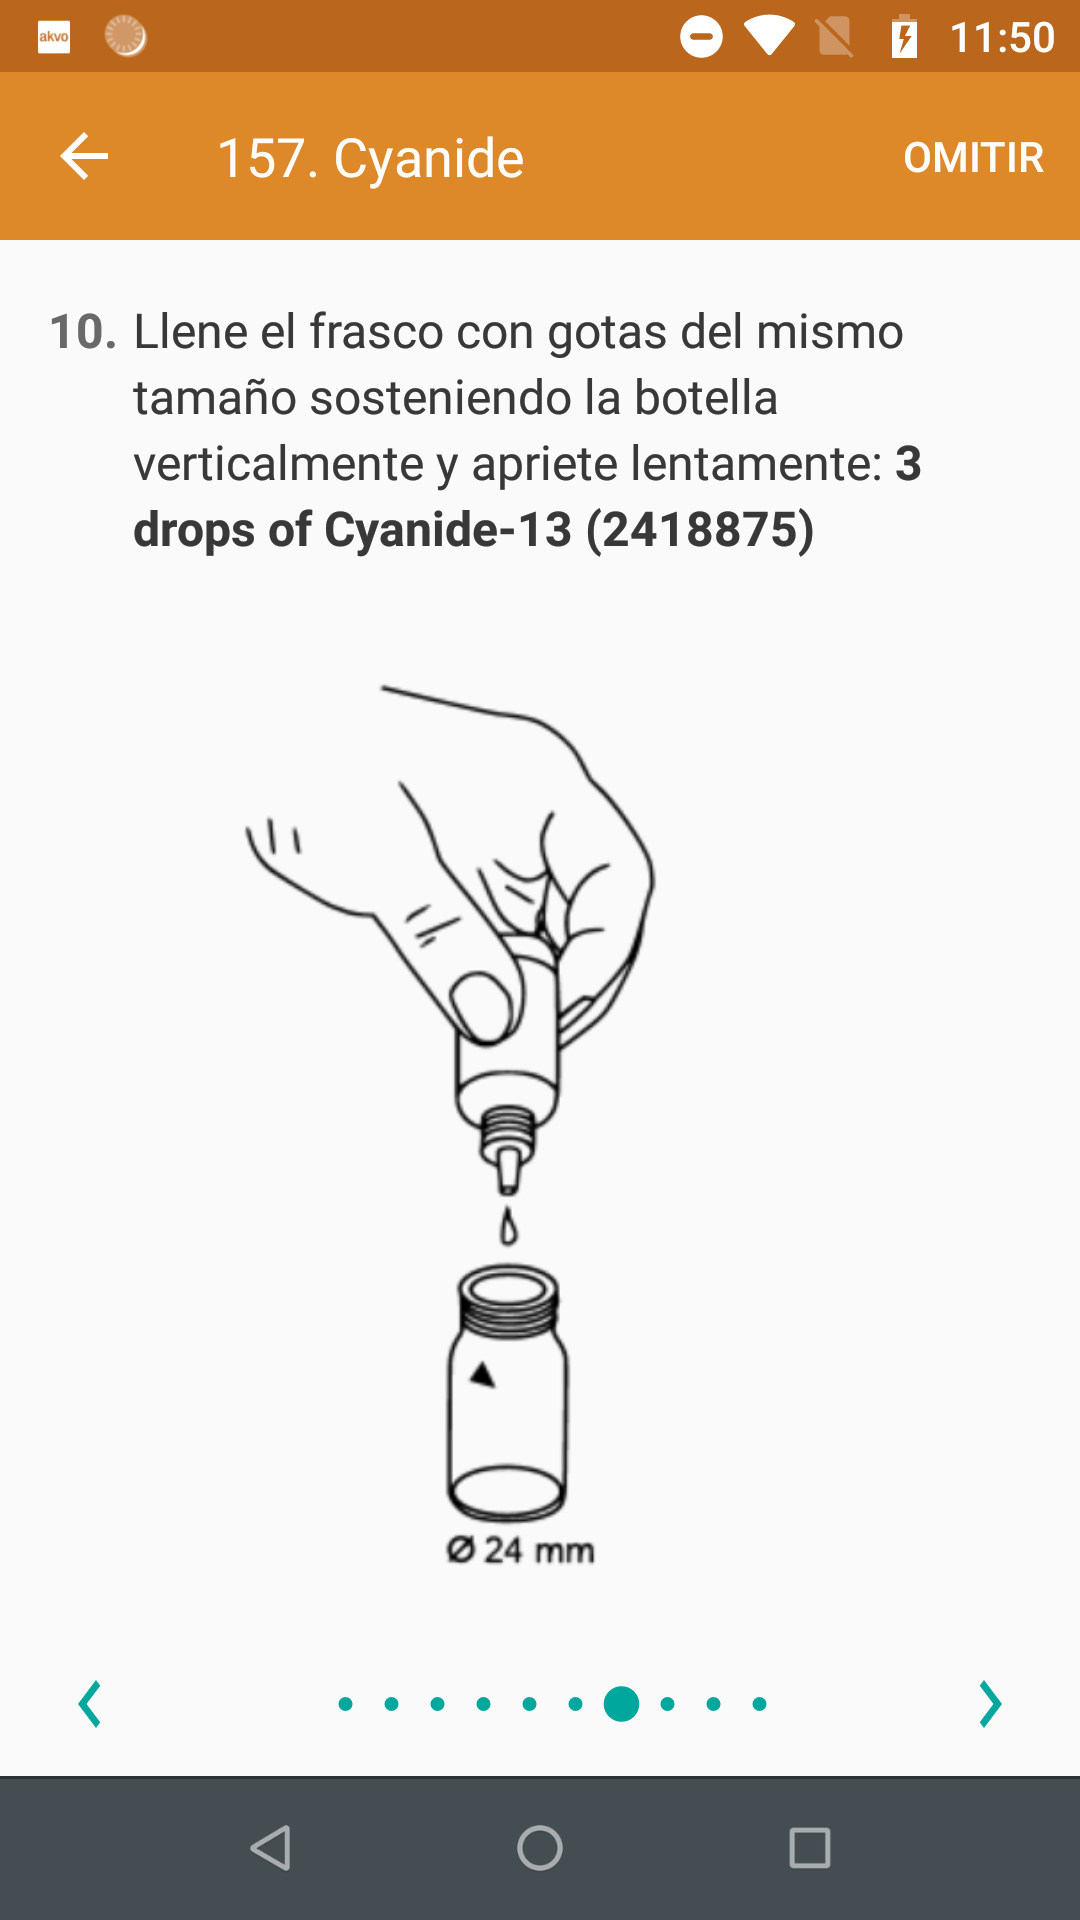 akvo
11:50
157. Cyanide
OMITIR
10. Llene el frasco con gotas del mismo
tamaño sosteniendo la botella
verticalmente y apriete lentamente: 3
drops of Cyanide-13 (2418875)
Ø 24 mm